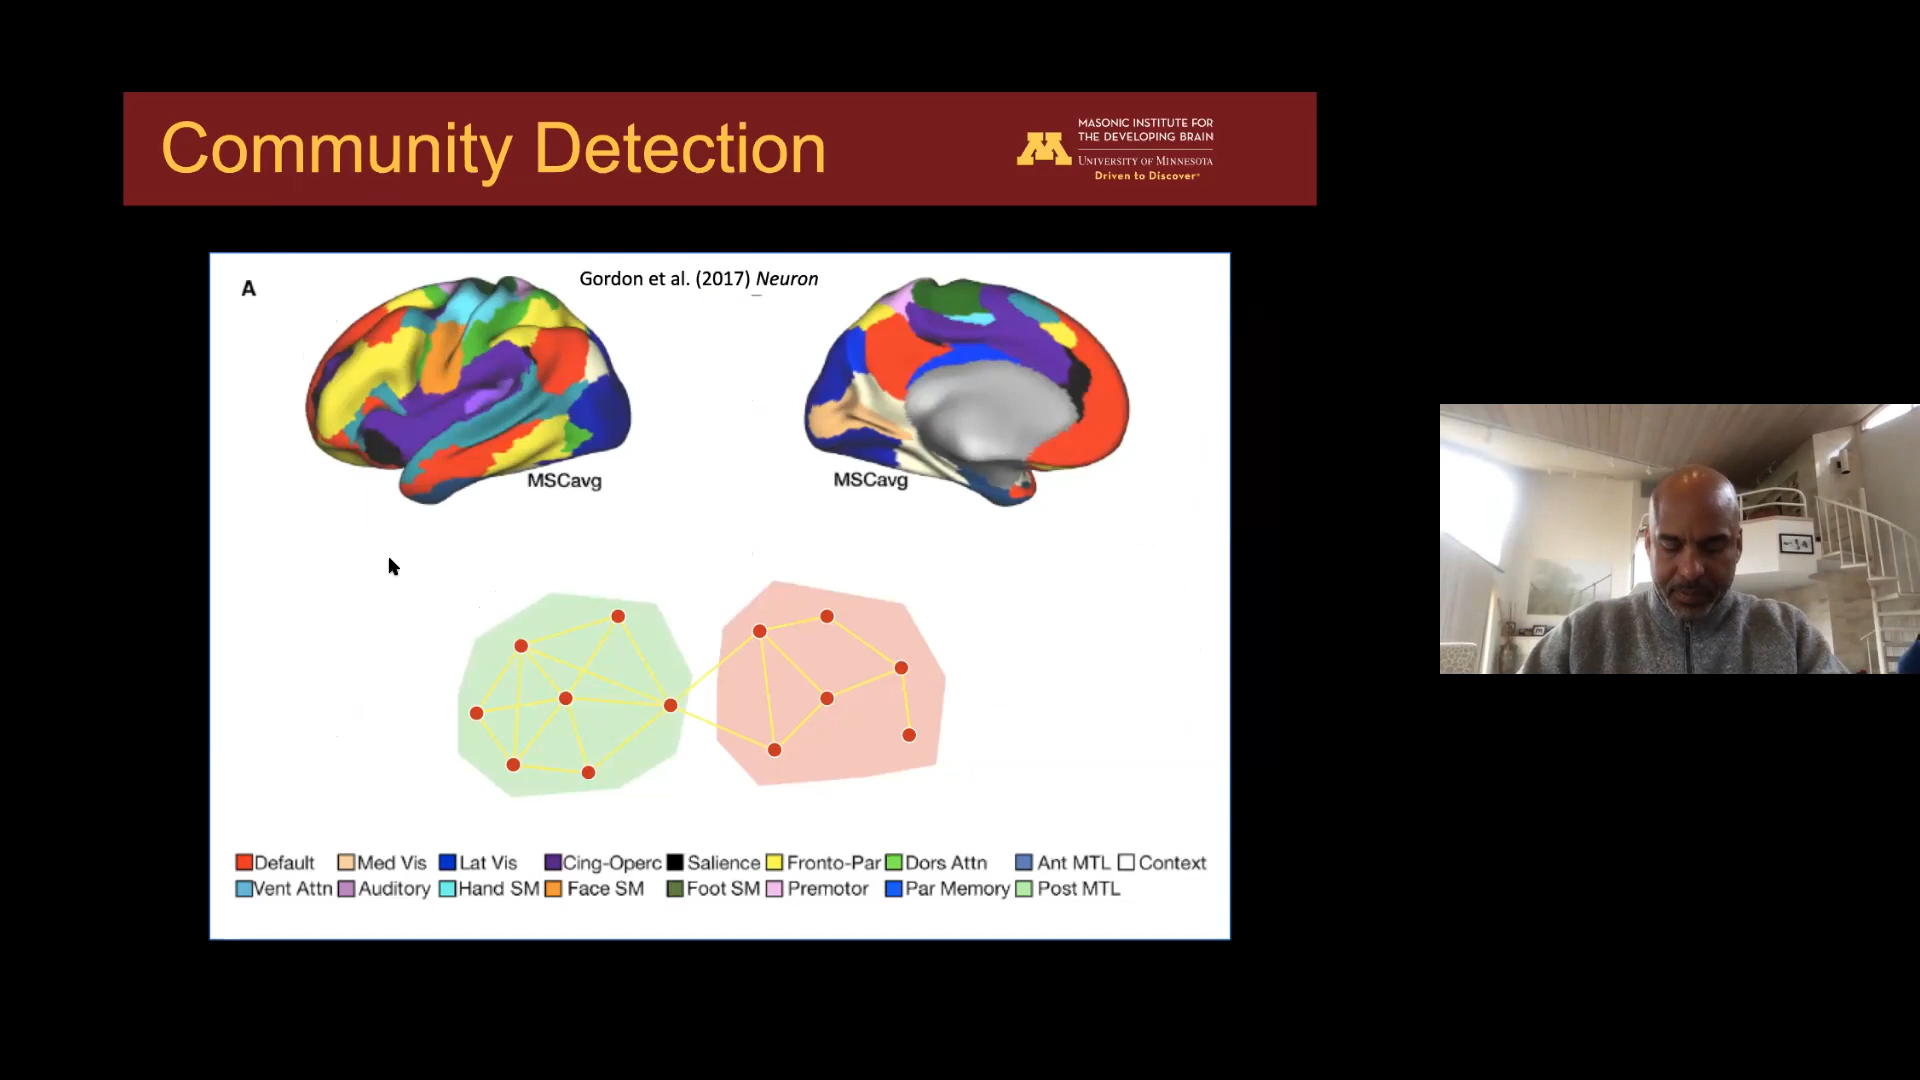 Community Detection
MASONIC INSTITUTE FOR
THE DEVELOPING BRAIN
UNIVERSITY OF MINNESOTA
Driven to Discover®
A
Gordon et al. (2017) Neuron
MSCavg
MSCavg
Default Med Vis Lat Vis Cing-Operc Salience Fronto-Par Dors Attn Ant MTL Context
Vent Attn Auditory Hand SM Face SM Foot SM Premotor Par Memory Post MTL